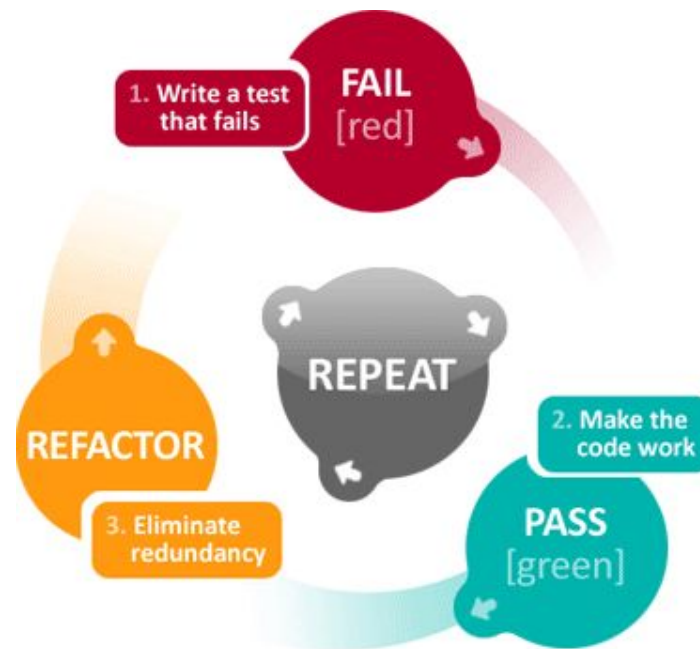 FAIL
[red]
1. Write a test
that fails
REPEAT
2. Make the
code work
PASS
[green]
REFACTOR
3. Eliminate
redundancy